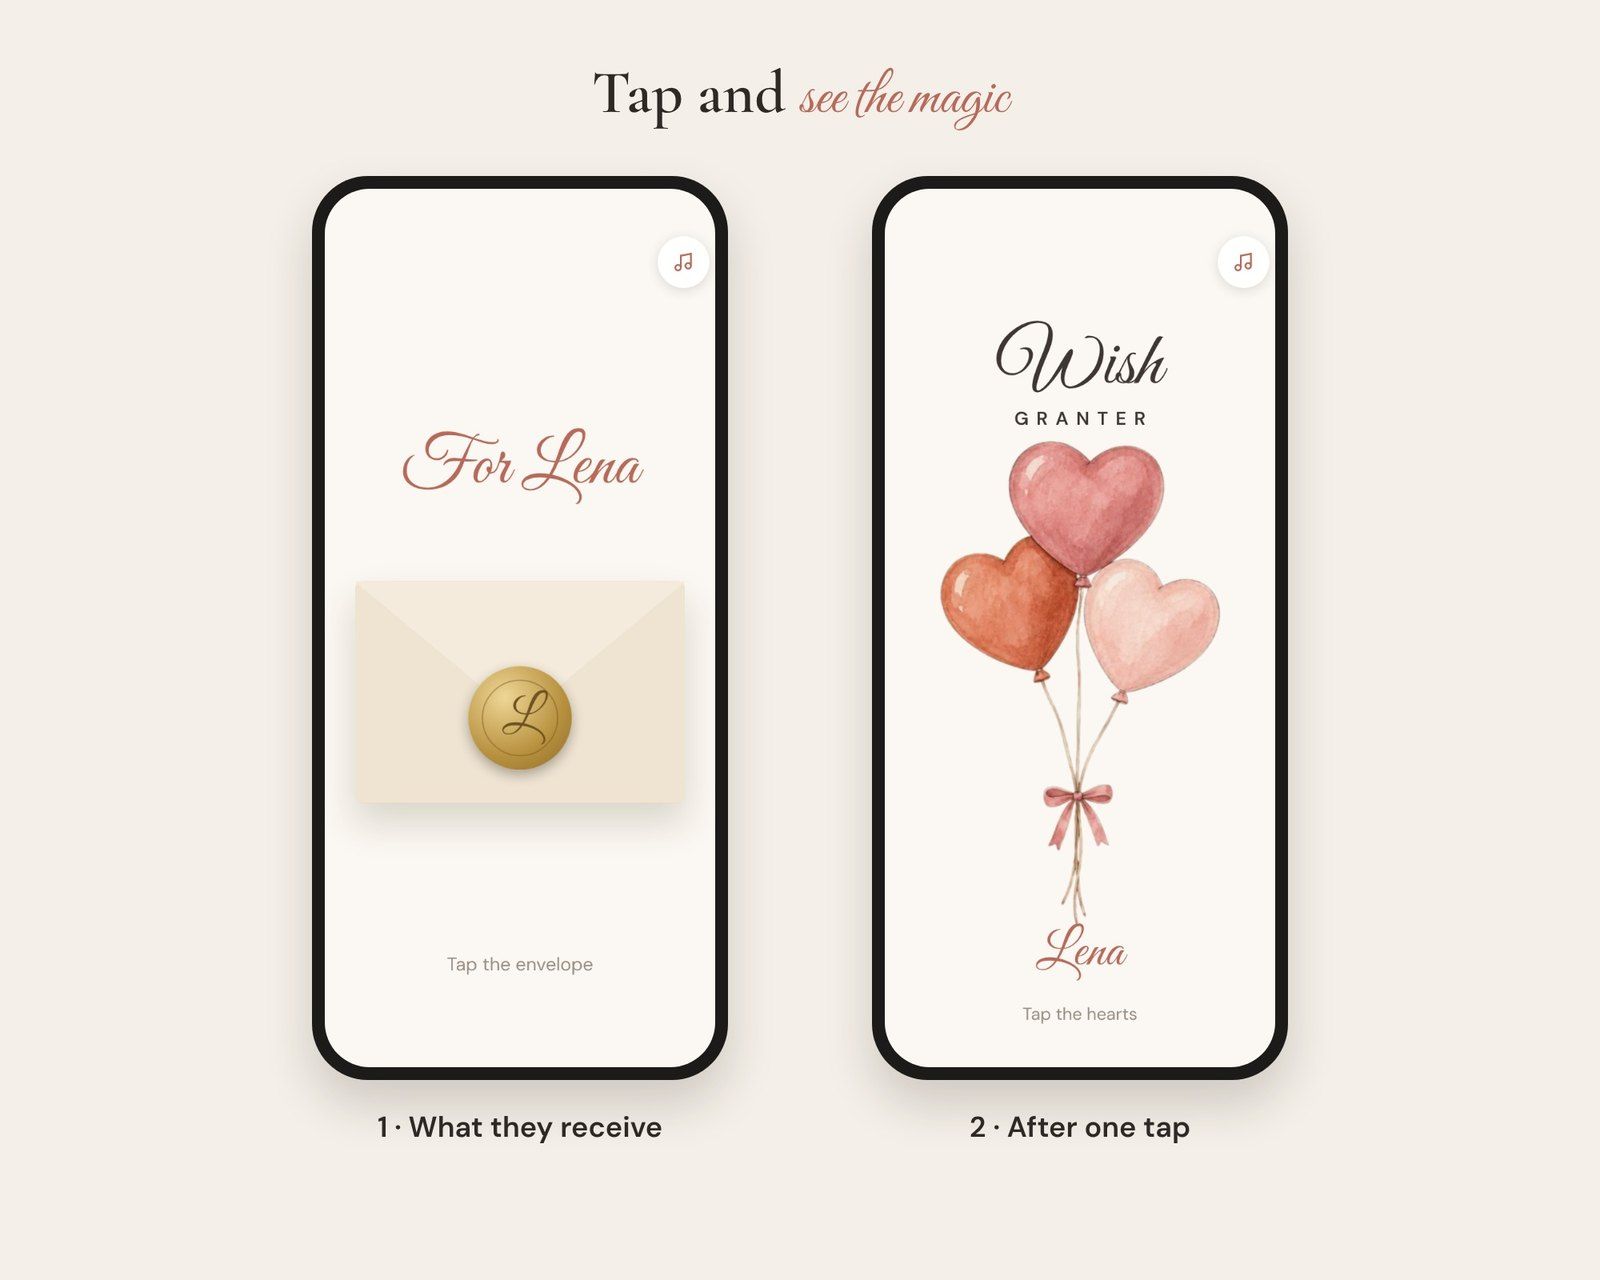 Tap and see the magic
For Lena
L
Tap the envelope
1 · What they receive
Wish
GRANTER
Lena
Tap the hearts
2 · After one tap